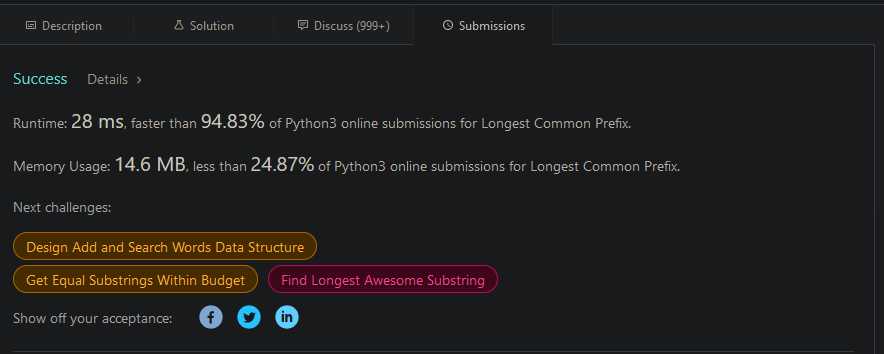 Description Solution Discuss (999+) Submissions
Success Details >
Runtime: 28 ms, faster than 94.83% of Python3 online submissions for Longest Common Prefix.
Memory Usage: 14.6 MB, less than 24.87% of Python3 online submissions for Longest Common Prefix.
Next challenges:
Design Add and Search Words Data Structure
Get Equal Substrings Within Budget Find Longest Awesome Substring
Show off your acceptance: f in